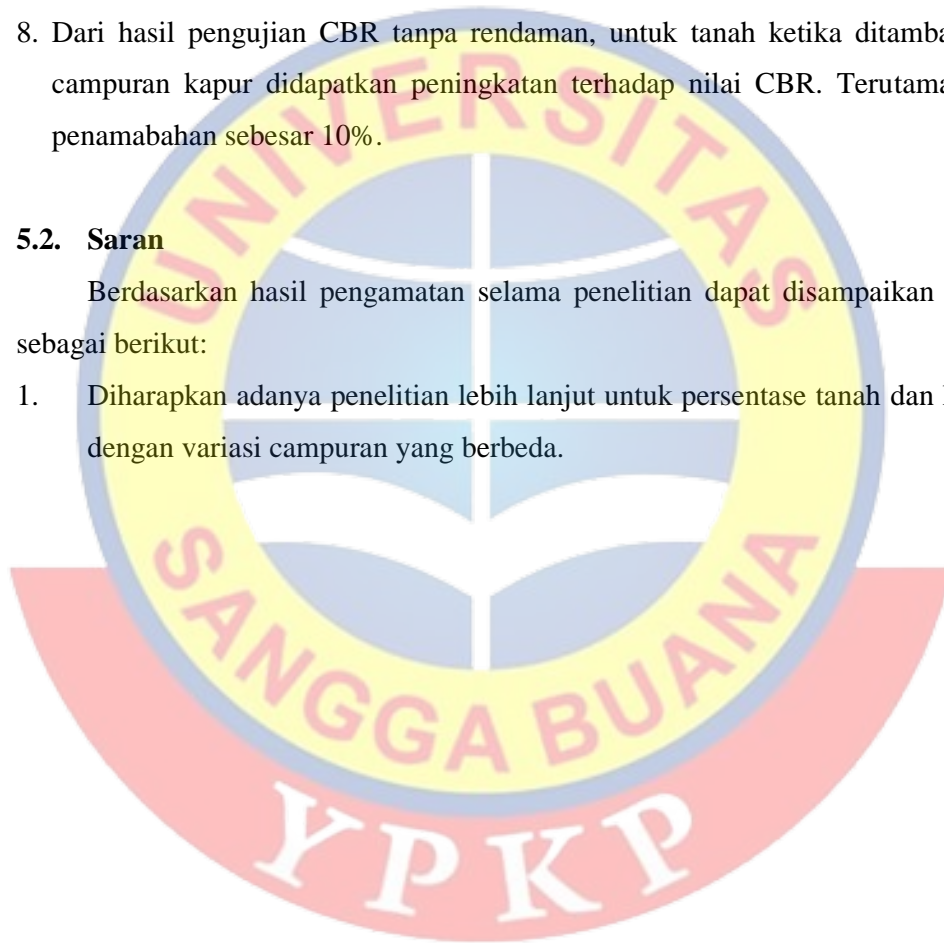 8. Dari hasil pengujian CBR tanpa rendaman, untuk tanah ketika
campuran kapur didapatkan peningkatan terhadap nilai CBR. Terutama
penamabahan sebesar 10%.
5.2. Saran
Berdasarkan hasil pengamatan selama penelitian dapat disampaikan
sebagai berikut:
1. Diharapkan adanya penelitian lebih lanjut untuk persentase tanah dan
dengan variasi campuran yang berbeda.
UNIVERSITAS
SANGGA BUANA
YPKP